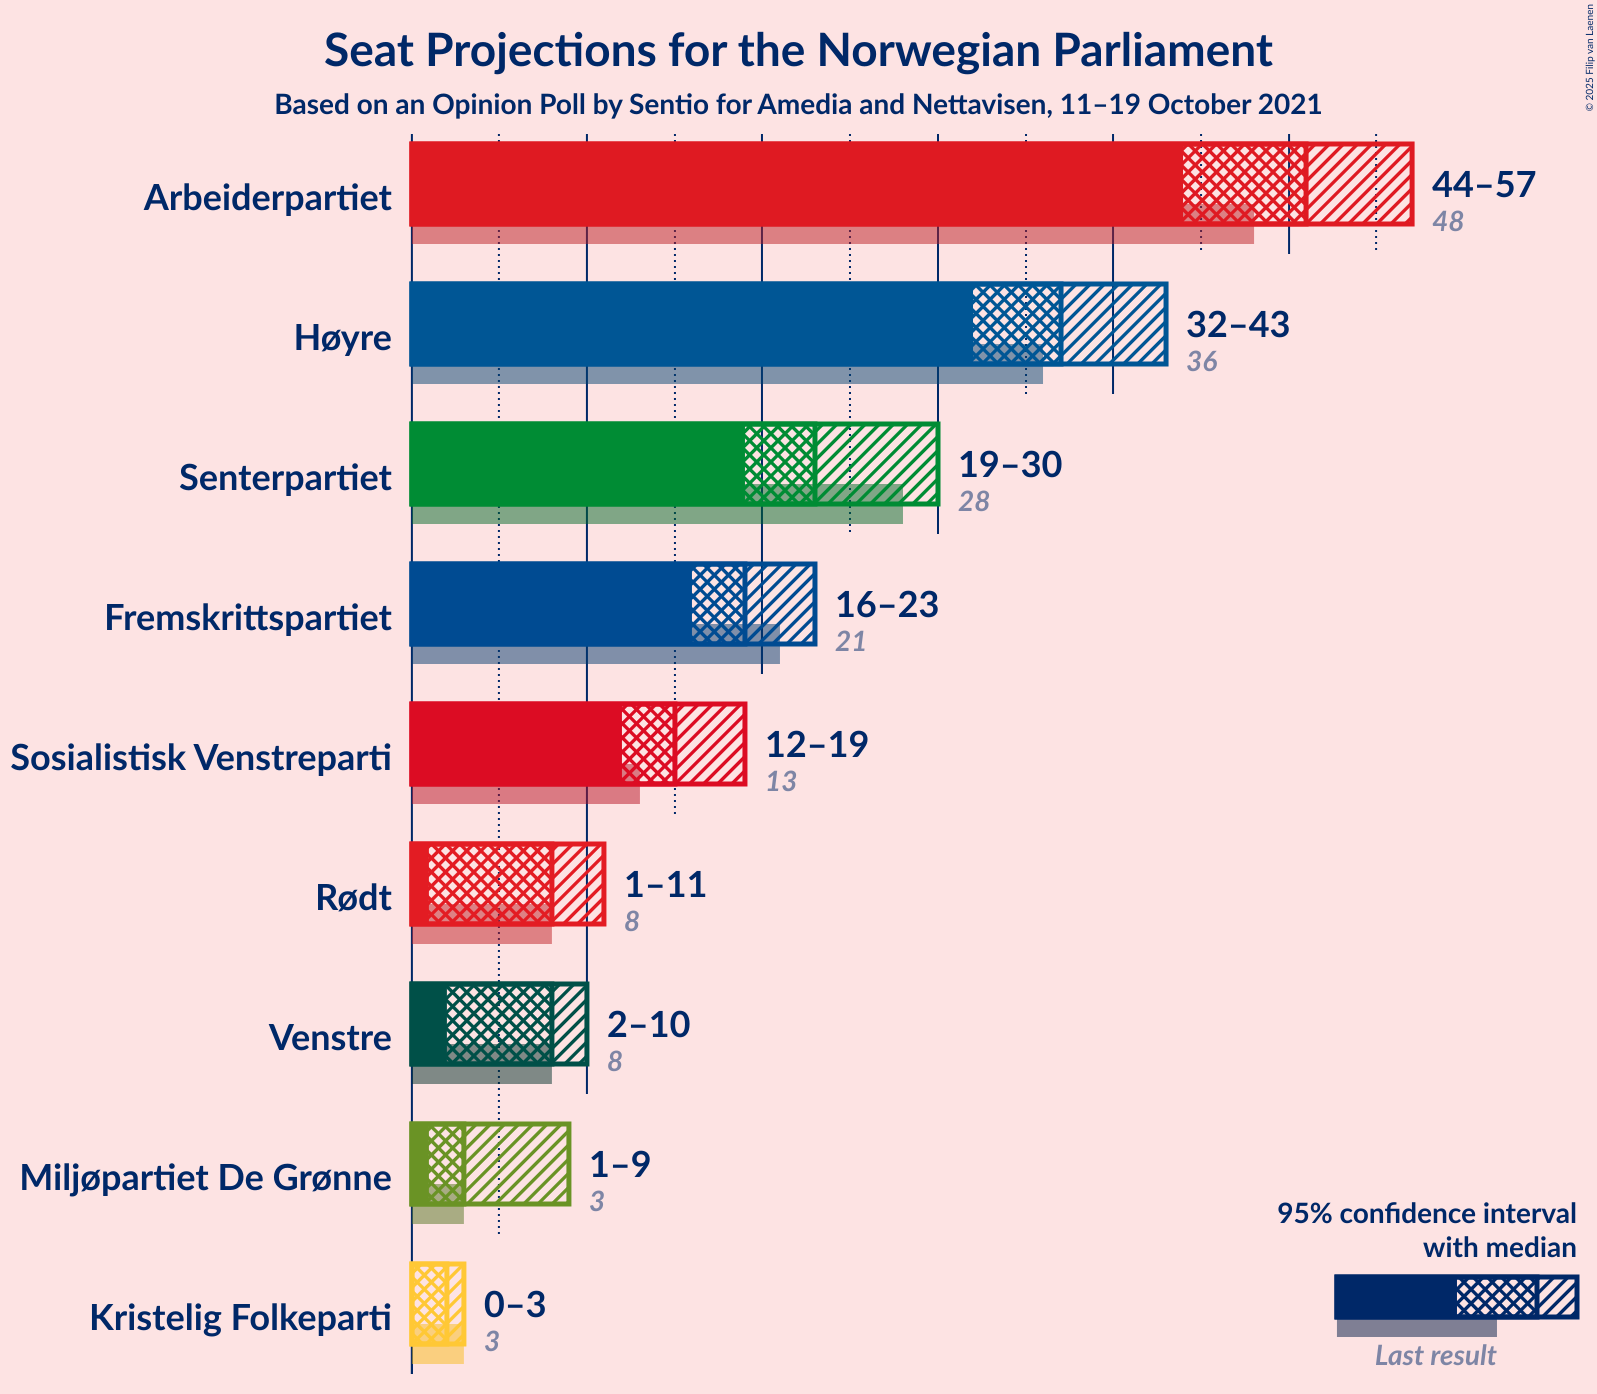 Seat Projections for the Norwegian Parliament
Based on an Opinion Poll by Sentio for Amedia and Nettavisen, 11–19 October 2021
© 2025 Filip van Laenen
Arbeiderpartiet
44–57
48
Høyre
32–43
36
Senterpartiet
19–30
28
Fremskrittspartiet
16–23
21
Sosialistisk Venstreparti
12–19
13
Rødt
1–11
8
Venstre
2–10
8
Miljøpartiet De Grønne
1–9
3
Kristelig Folkeparti
0–3
3
95% confidence interval
with median
Last result